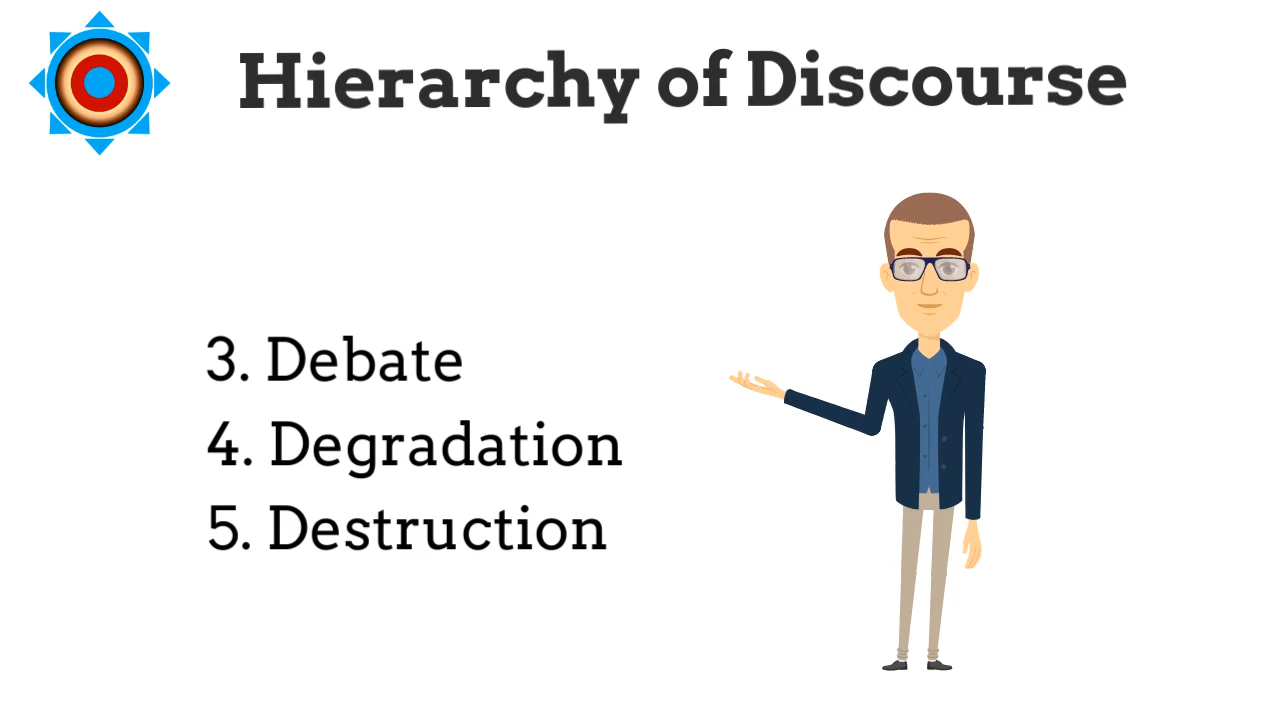 Hierarchy of Discourse
3. Debate
4. Degradation
5. Destruction